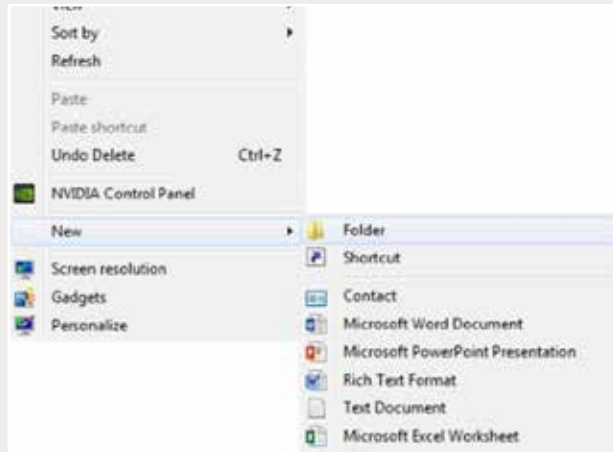 View
Sort by
Refresh
Paste
Paste shortcut
Undo Delete Ctrl+Z
NVIDIA Control Panel
New
Folder
Shortcut
Screen resolution
Contact
Gadgets
Microsoft Word Document
Personalize
Microsoft PowerPoint Presentation
Rich Text Format
Text Document
Microsoft Excel Worksheet